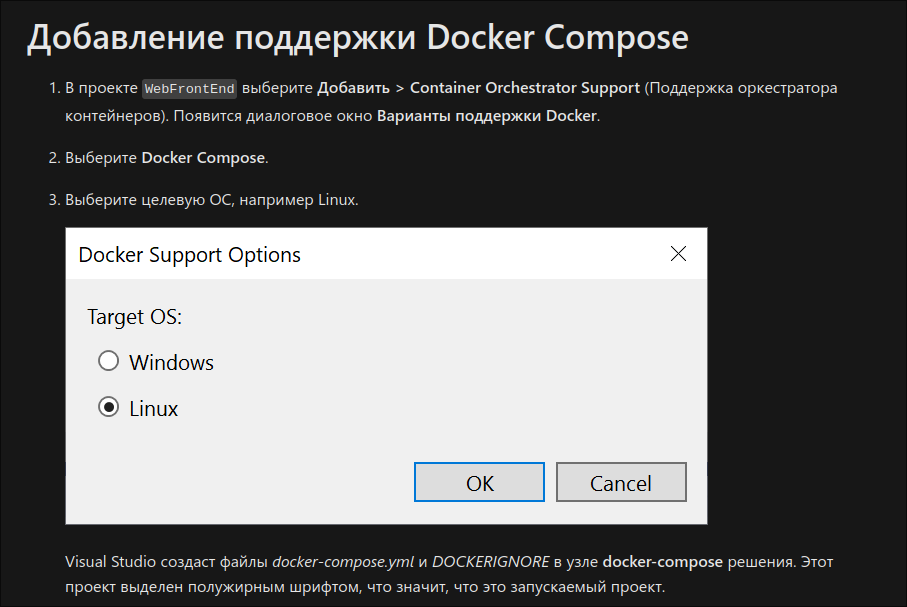 Добавление поддержки Docker Compose
1. В проекте WebFrontEnd выберите Добавить > Container Orchestrator Support (Поддержка оркестратора
контейнеров). Появится диалоговое окно Варианты поддержки Docker.
2. Выберите Docker Compose.
3. Выберите целевую ОС, например Linux.
Docker Support Options
Target OS:
Windows
Linux
OK Cancel
Visual Studio создаст файлы docker-compose.yml и DOCKERIGNORE в узле docker-compose решения. Этот
проект выделен полужирным шрифтом, что значит, что это запускаемый проект.